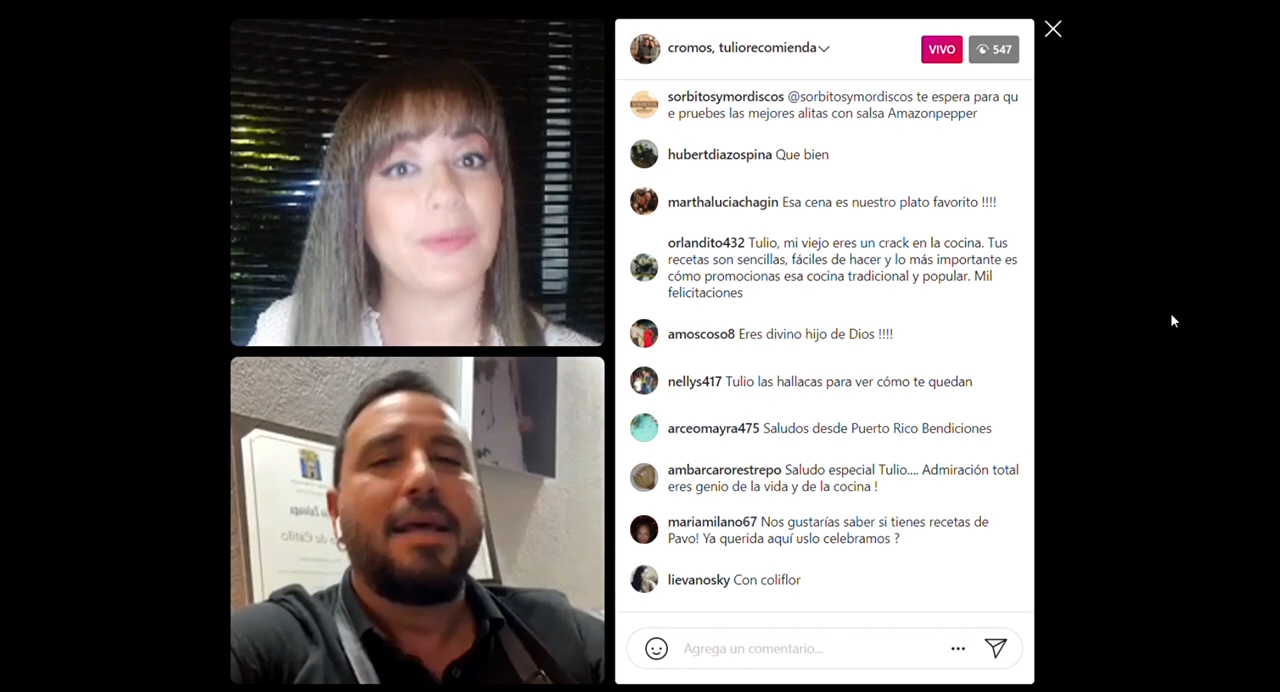 cromos, tuliorecomienda
VIVO
547
sorbitosymordiscos @sorbitosymordiscos te espera para qu
e pruebes las mejores alitas con salsa Amazonpepper
hubertdiazospina Que bien
marthaluciachagin Esa cena es nuestro plato favorito !!!!
orlandito432 Tulio, mi viejo eres un crack en la cocina. Tus
recetas son sencillas, fáciles de hacer y lo más importante es
cómo promocionas esa cocina tradicional y popular. Mil
felicitaciones
amoscoso8 Eres divino hijo de Dios !!!!
nellys417 Tulio las hallacas para ver cómo te quedan
arceomayra475 Saludos desde Puerto Rico Bendiciones
ambarcarorestrepo Saludo especial Tulio.... Admiración total
eres genio de la vida y de la cocina !
mariamilano67 Nos gustarías saber si tienes recetas de
Pavo! Ya querida aquí uslo celebramos ?
lievanosky Con coliflor
Agrega un comentario...